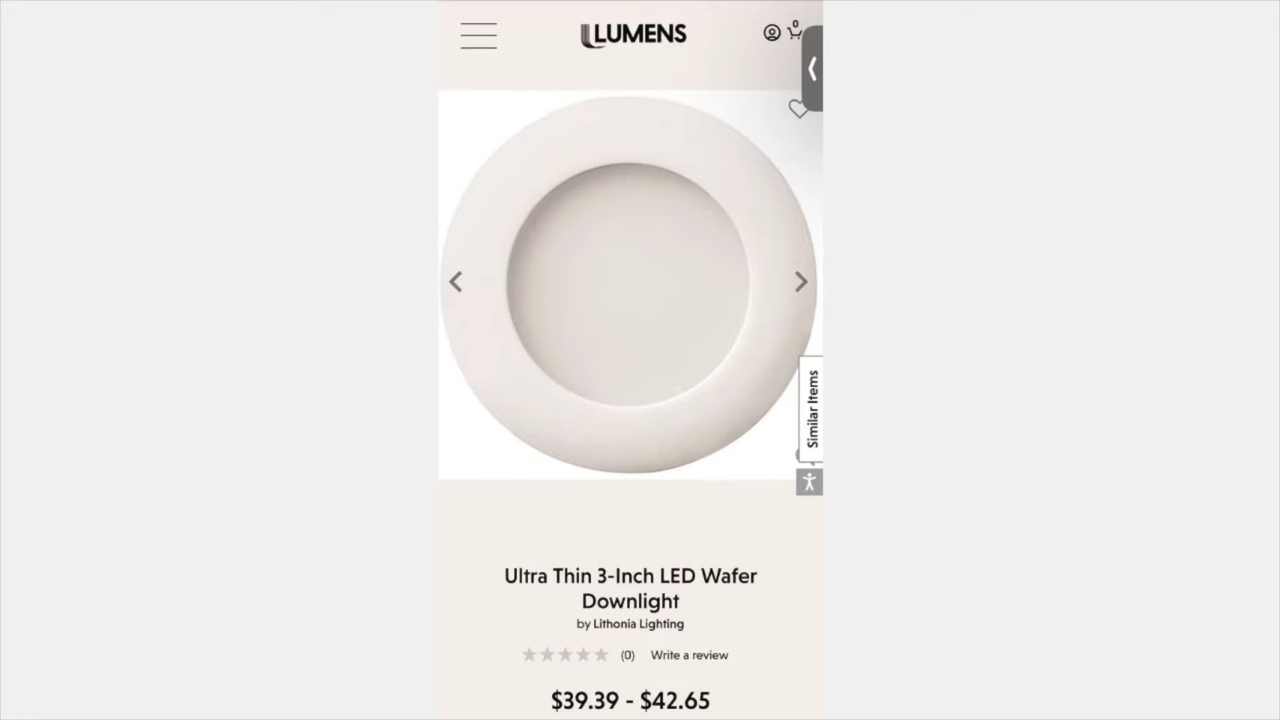 LUMENS
0
Similar Items
Ultra Thin 3-Inch LED Wafer
Downlight
by Lithonia Lighting
(0) Write a review
$39.39 - $42.65